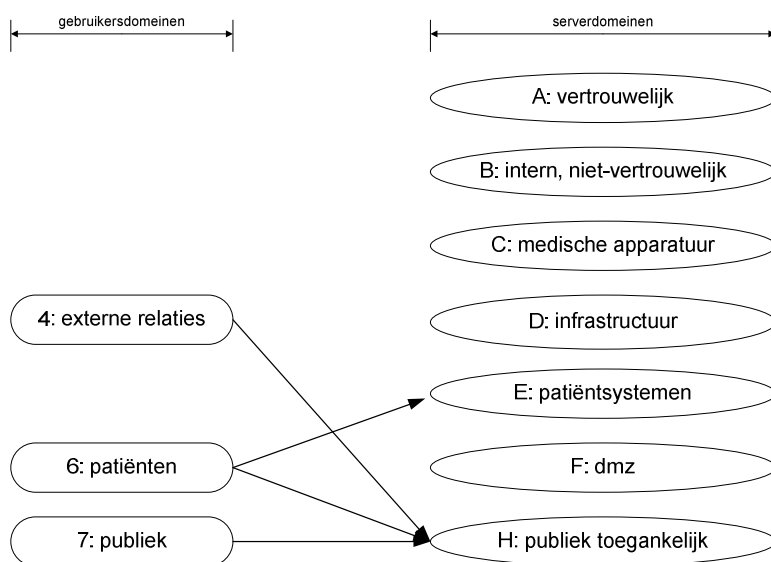 gebruikersdomeinen
serverdomeinen
A: vertrouwelijk
B: intern, niet-vertrouwelijk
C: medische apparatuur
4: externe relaties
D: infrastructuur
E: patiëntsystemen
6: patiënten
F: dmz
7: publiek
H: publiek toegankelijk